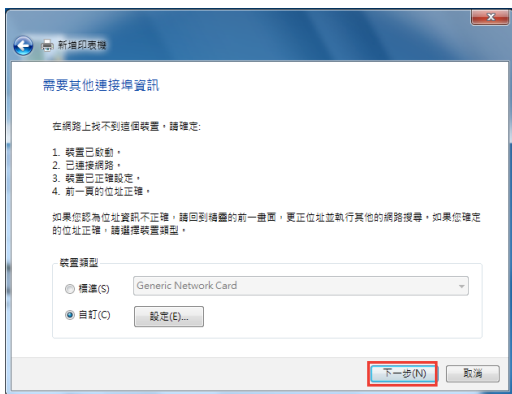 新增印表機
需要其他連接埠資訊
在網路上找不到這個裝置，請確定:
1. 裝置已啟動，
2. 已連接網路，
3. 裝置已正確設定，
4. 前一頁的位址正確，
如果您認為位址資訊不正確，請回到精靈的前一畫面，更正位址並執行其他的網路搜尋，如果您確定
的位址正確，請選擇裝置類型，
裝置類型
標準(S)
Generic Network Card
自訂(C)
設定(E)...
下一步(N)
取消